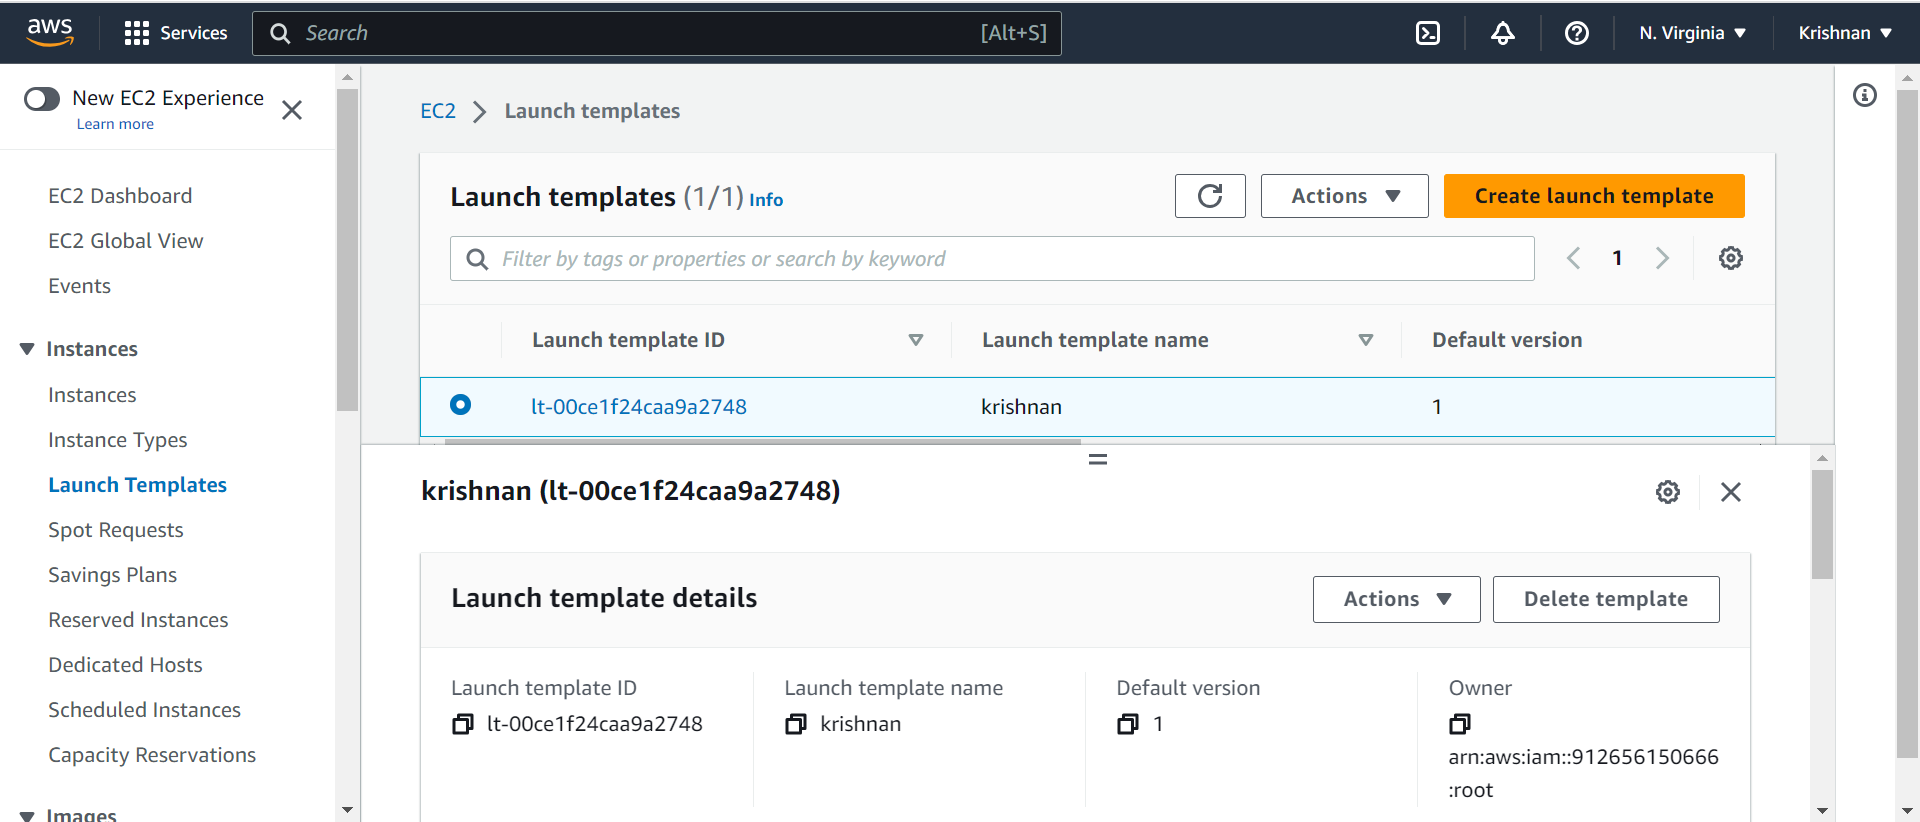 aws Services Search [Alt+S] N. Virginia Krishnan
New EC2 Experience
Learn more
EC2 Dashboard
EC2 Global View
Events
Instances
Instances
Instance Types
Launch Templates
Spot Requests
Savings Plans
Reserved Instances
Dedicated Hosts
Scheduled Instances
Capacity Reservations
Images
EC2 Launch templates
Launch templates (1/1) Info Actions Create launch template
Filter by tags or properties or search by keyword 1
Launch template ID Launch template name Default version
lt-00ce1f24caa9a2748 krishnan 1
krishnan (lt-00ce1f24caa9a2748)
Launch template details Actions Delete template
Launch template ID Launch template name Default version Owner
lt-00ce1f24caa9a2748 krishnan 1
arn:aws:iam::912656150666
:root